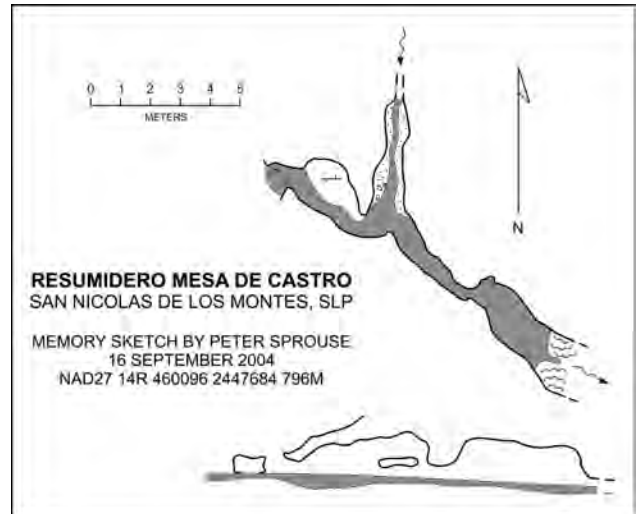 0 1 2 3 4 5
METERS
N
RESUMIDERO MESA DE CASTRO
SAN NICOLAS DE LOS MONTES, SLP
MEMORY SKETCH BY PETER SPROUSE
16 SEPTEMBER 2004
NAD27 14R 460096 2447684 796M